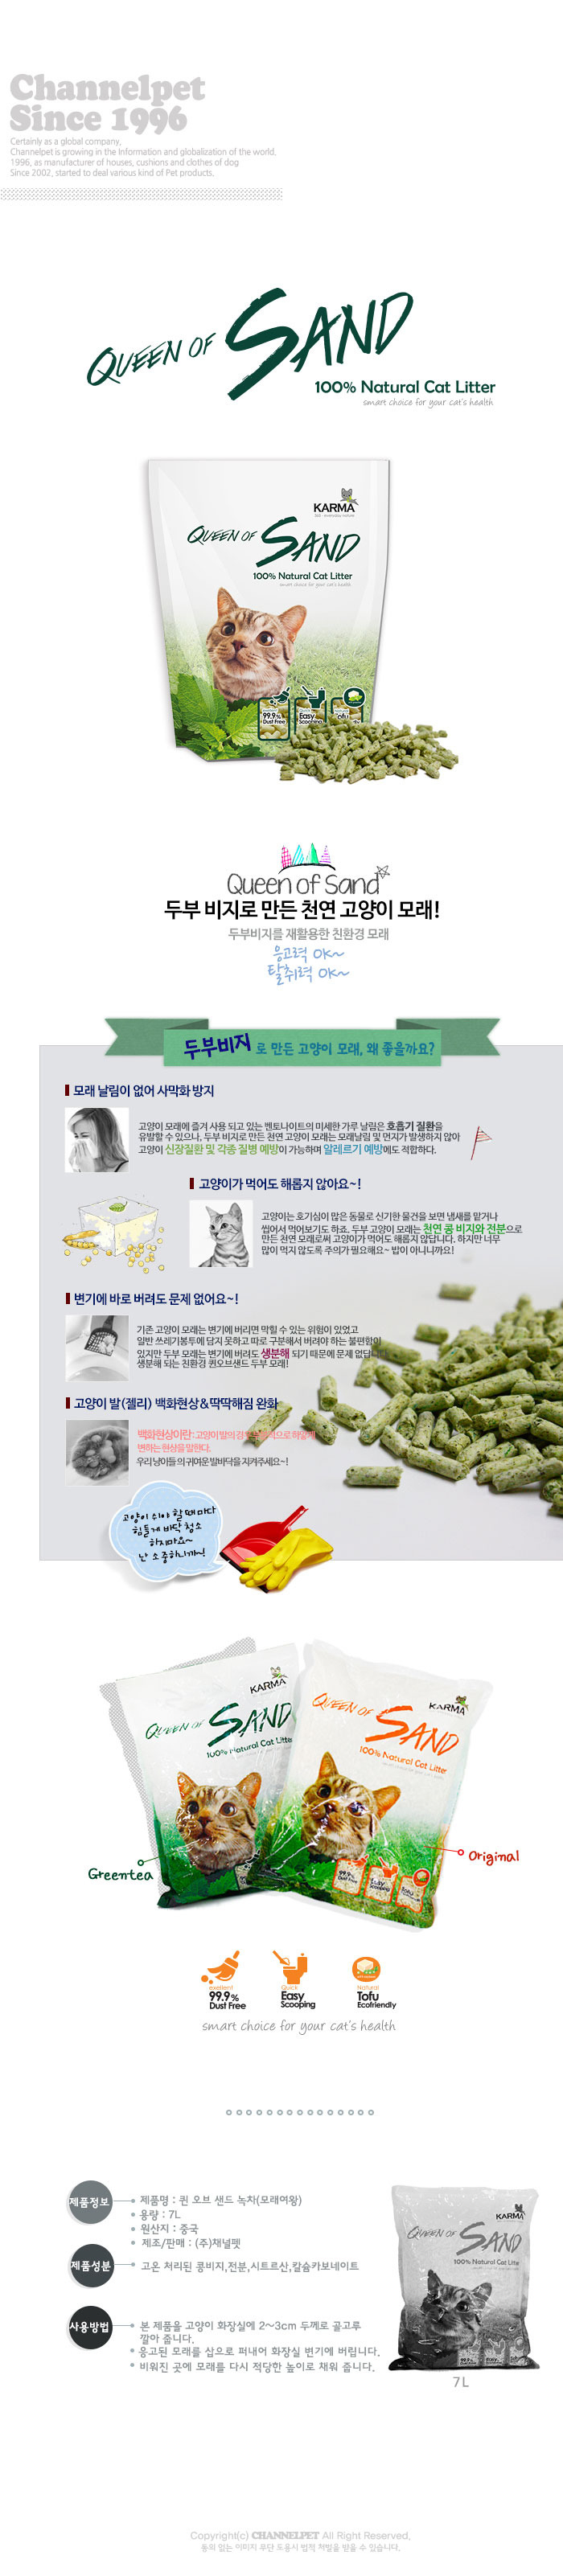 Channelpet
Since 1996
Certainly as a global company,
Channelpet is growing in the Information and globalization of the world.
1996, as manufacturer of houses, cushions and clothes of dog
Since 2002, started to deal various kind of Pet products.
QUEEN OF SAND
100% Natural Cat Litter
smart choice for your cat's health
KARMA
QUEEN OF SAND
100% Natural Cat Litter
smart choice for your cat's health
99.9%
Dust Free
Easy
Scooping
Tofu
Queen of Sand
두부 비지로 만든 천연 고양이 모래!
두부비지를 재활용한 친환경 모래
응고력 OK~
탈취력 OK~
두부비지로 만든 고양이 모래, 왜 좋을까요?
모래 날림이 없어 사막화 방지
고양이 모래에 즐겨 사용 되고 있는 벤토나이트의 미세한 가루 날림은 호흡기 질환을
유발할 수 있으나, 두부 비지로 만든 천연 고양이 모래는 모래날림 및 먼지가 발생하지 않아
고양이 신장질환 및 각종 질병 예방이 가능하며 알레르기 예방에도 적합하다.
고양이가 먹어도 해롭지 않아요~!
고양이는 호기심이 많은 동물로 신기한 물건을 보면 냄새를 맡거나
씹어서 먹어보기도 하죠. 두부 고양이 모래는 천연 콩 비지와 전분으로
만든 천연 모래로써 고양이가 먹어도 해롭지 않답니다. 하지만 너무
많이 먹지 않도록 주의가 필요해요~ 밥이 아니니까요!
변기에 바로 버려도 문제 없어요~!
기존 고양이 모래는 변기에 버리면 막힐 수 있는 위험이 있었고
일반 쓰레기봉투에 담지 못하고 따로 구분해서 버려야 하는 불편함이
있지만 두부 모래는 변기에 버려도 생분해 되기 때문에 문제 없답니다
생분해 되는 친환경 퀸오브샌드 두부 모래!
고양이 발(젤리) 백화현상&딱딱해짐 완화
백화현상이란: 고양이 발의 검
으로 하얗게
변하는 현상을 말한다.
우리 냥이들의 귀여운 발바닥을 지켜주세요~!
고양이 쉬야 할 때 마다
힘들게 바닥 청소
하지마요~
난 소중하니까~!
KARMA
QUEEN OF SAND
100% Natural Cat Litter
KARMA
QUEEN OF SAND
100% Natural Cat Litter
99.9%
Dust Free
Easy
Scooping
Greentea
Original
Excellent
99.9%
Dust Free
Quick
Easy
Scooping
Natural
Tofu
Ecofriendly
smart choice for your cat's health
제품정보
제품명 : 퀸 오브 샌드 녹차(모래여왕)
용량 : 7L
원산지 : 중국
제조/판매 : (주)채널펫
제품성분
고온 처리된 콩비지,전분,시트르산,칼슘카보네이트
사용방법
본 제품을 고양이 화장실에 2~3cm 두께로 골고루
깔아 줍니다.
응고된 모래를 삽으로 퍼내어 화장실 변기에 버립니다.
비워진 곳에 모래를 다시 적당한 높이로 채워 줍니다.
KARMA
QUEEN OF SAND
100% Natural Cat Litte
7L
Copyright(c) CHANNELPET All Right Reserved.
동의 없는 이미지 무단 도용시 법적 처벌을 받을 수 있습니다.